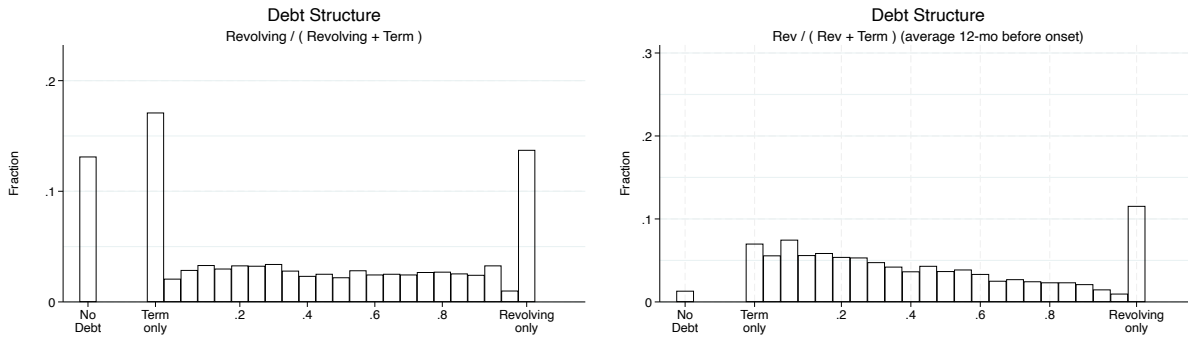 Debt Structure
Revolving / ( Revolving + Term )
.2
.1
0
Fraction
No
Debt
Term
only
.2
.4
.6
.8
Revolving
only
Debt Structure
Rev / ( Rev + Term ) (average 12-mo before onset)
.3
.2
.1
0
Fraction
No
Debt
Term
only
.2
.4
.6
.8
Revolving
only